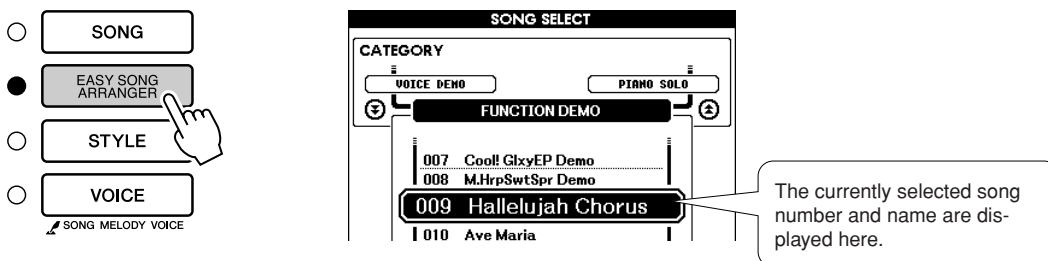 SONG
EASY SONG
ARRANGER
STYLE
VOICE
SONG MELODY VOICE
SONG SELECT
CATEGORY
VOICE DEMO
PIANO SOLO
FUNCTION DEMO
007 Cool! GlxyEP Demo
008 M.HrpSwtSpr Demo
009 Hallelujah Chorus
010 Ave Maria
The currently selected song
number and name are dis-
played here.